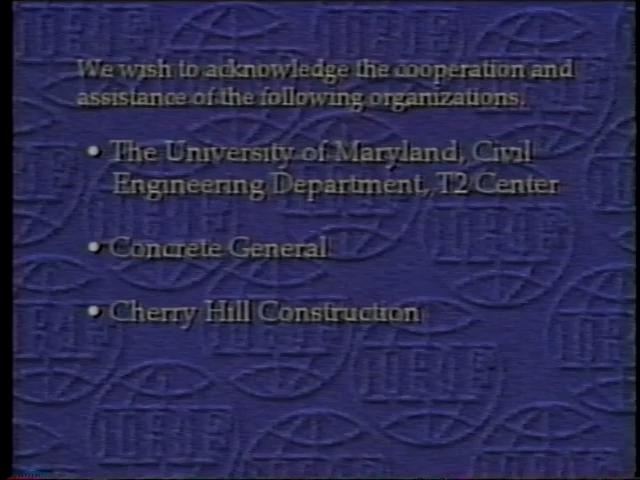 We wish to acknowledge the cooperation and
assistance of the following organizations.
• The University of Maryland, Civil
Engineering Department, T2 Center
• Concrete General
• Cherry Hill Construction